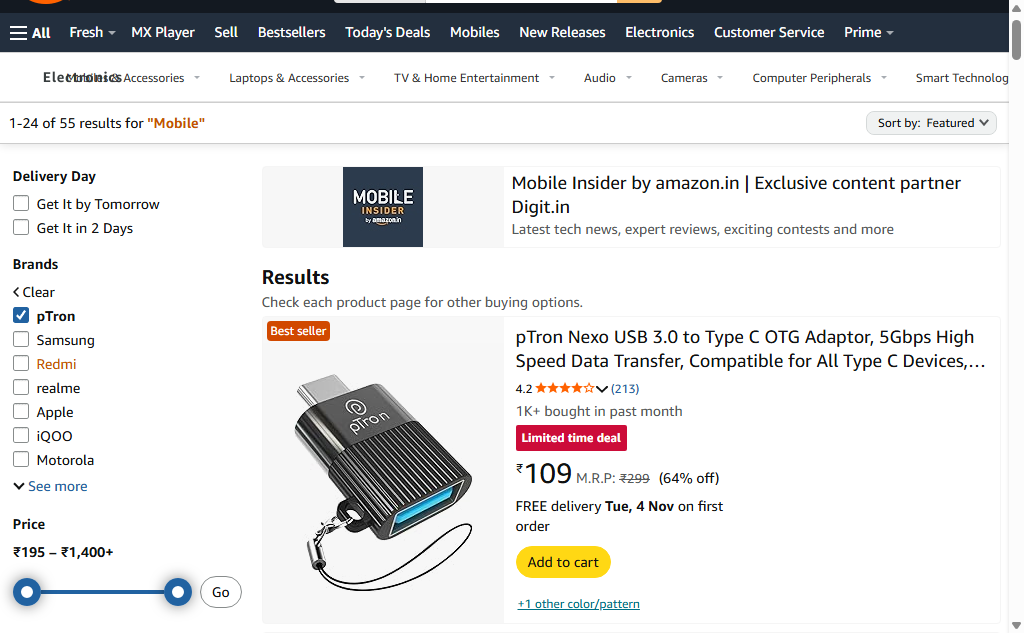 All Fresh MX Player Sell Bestsellers Today's Deals Mobiles New Releases Electronics Customer Service Prime
Electronics Mobiles & Accessories Laptops & Accessories TV & Home Entertainment Audio Cameras Computer Peripherals Smart Technolog
1-24 of 55 results for "Mobile"
Sort by: Featured
Delivery Day
Get It by Tomorrow
Get It in 2 Days
Brands
Clear
pTron
Samsung
Redmi
realme
Apple
iQOO
Motorola
See more
Price
₹195 – ₹1,400+
Go
MOBILE
INSIDER
by amazon.in
Mobile Insider by amazon.in | Exclusive content partner
Digit.in
Latest tech news, expert reviews, exciting contests and more
Results
Check each product page for other buying options.
Best seller
pTron
pTron Nexo USB 3.0 to Type C OTG Adaptor, 5Gbps High
Speed Data Transfer, Compatible for All Type C Devices,…
4.2 (213)
1K+ bought in past month
Limited time deal
₹109 M.R.P: ₹299 (64% off)
FREE delivery Tue, 4 Nov on first
order
Add to cart
+1 other color/pattern